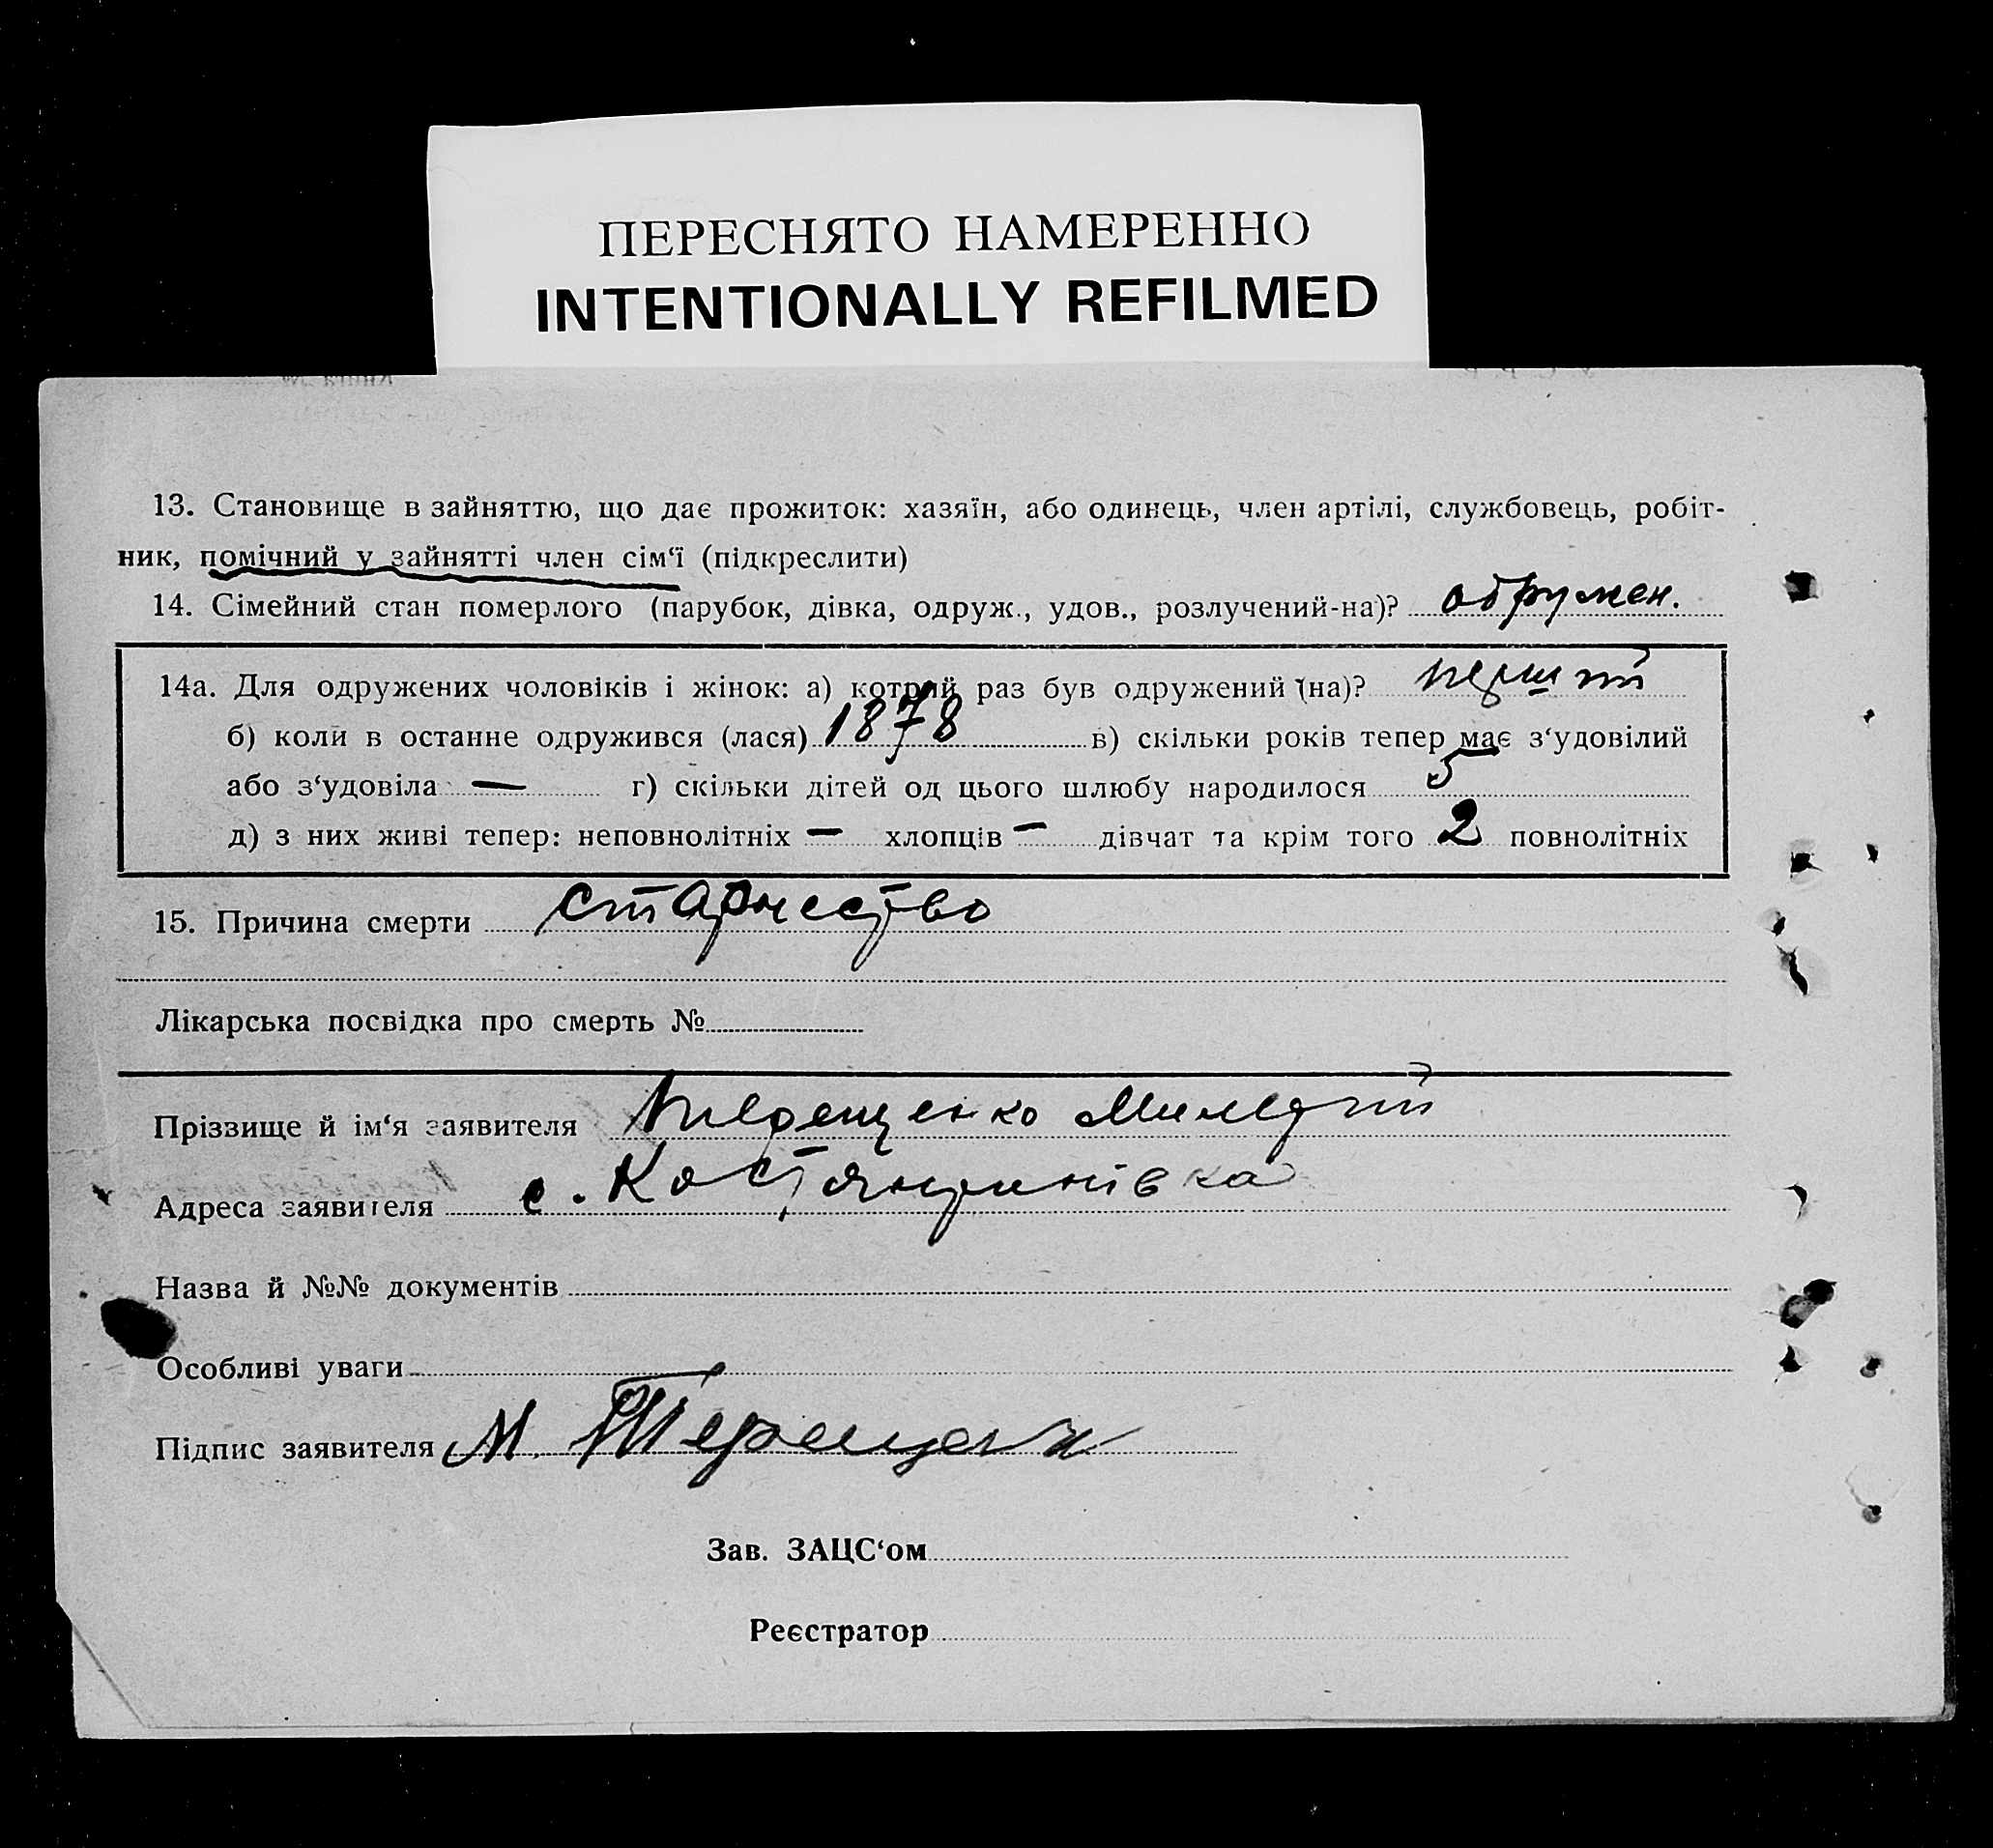 ПЕРЕСНЯТО НАМЕРЕННО
INTENTIONALLY REFILMED
13. Становище в зайняттю, що дає прожиток: хазяїн, або одинець, член артілі, службовець, робіт-
ник, помічний у зайнятті член сім‘ї (підкреслити)
14. Сімейний стан померлого (парубок, дівка, одруж., удов., розлучений-на)? одружен.
14а. Для одружених чоловіків і жінок: а) котрий раз був одружений (на)? перший
б) коли в останнє одружився (лася) 1878 в) скільки років тепер має з‘удовілий
або з‘удовіла — г) скільки дітей од цього шлюбу народилося 5
д) з них живі тепер: неповнолітніх — хлопців — дівчат та крім того 2 повнолітніх
15. Причина смерти старчество
Лікарська посвідка про смерть №
Прізвище й ім‘я заявителя Терещенко
Адреса заявителя с. Костянтинівка
Назва й №№ документів
Особливі уваги
Підпис заявителя М. Терещенк
Зав. ЗАЦС‘ом
Реєстратор